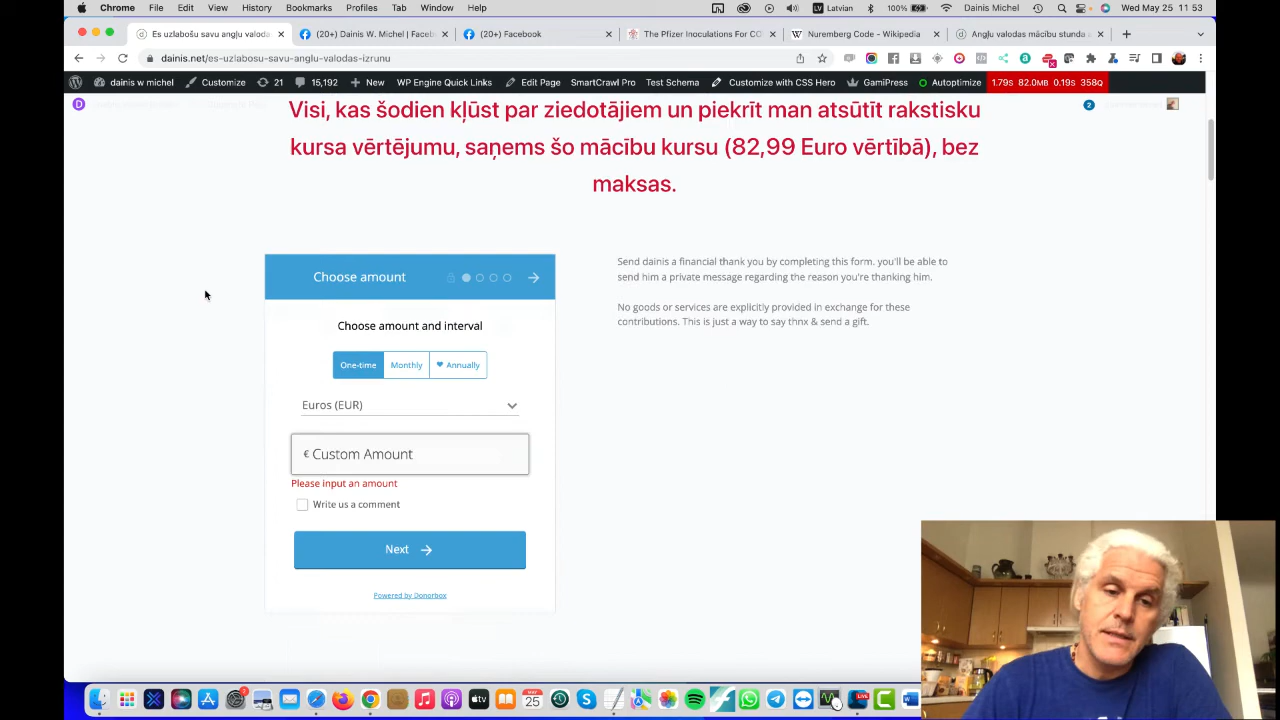 Chrome File Edit View History Bookmarks Profiles Tab Window Help 100% LV Latvian Dainis Michel Wed May 25 11 53
Es uzlabošu savu angļu valoda (20+) Dainis W. Michel | Faceb (20+) Facebook The Pfizer Inoculations For CO Nuremberg Code - Wikipedia Angļu valodas mācību stunda
dainis.net/es-uzlabosu-savu-anglu-valodas-izrunu
dainis w michel Customize 21 15,192 New WP Engine Quick Links Edit Page SmartCrawl Pro Test Schema Customize with CSS Hero GamiPress Autoptimize 1.79s 82.0MB 0.19s 358Q
D 2
Visi, kas šodien kļūst par ziedotājiem un piekrīt man atsūtīt rakstisku
kursa vērtējumu, saņems šo mācību kursu (82,99 Euro vērtībā), bez
maksas.
Choose amount
Choose amount and interval
One-time Monthly Annually
Euros (EUR)
€ Custom Amount
Please input an amount
Write us a comment
Next
Powered by Donorbox
Send dainis a financial thank you by completing this form. you'll be able to
send him a private message regarding the reason you're thanking him.
No goods or services are explicitly provided in exchange for these
contributions. This is just a way to say thnx & send a gift.
MAY
25